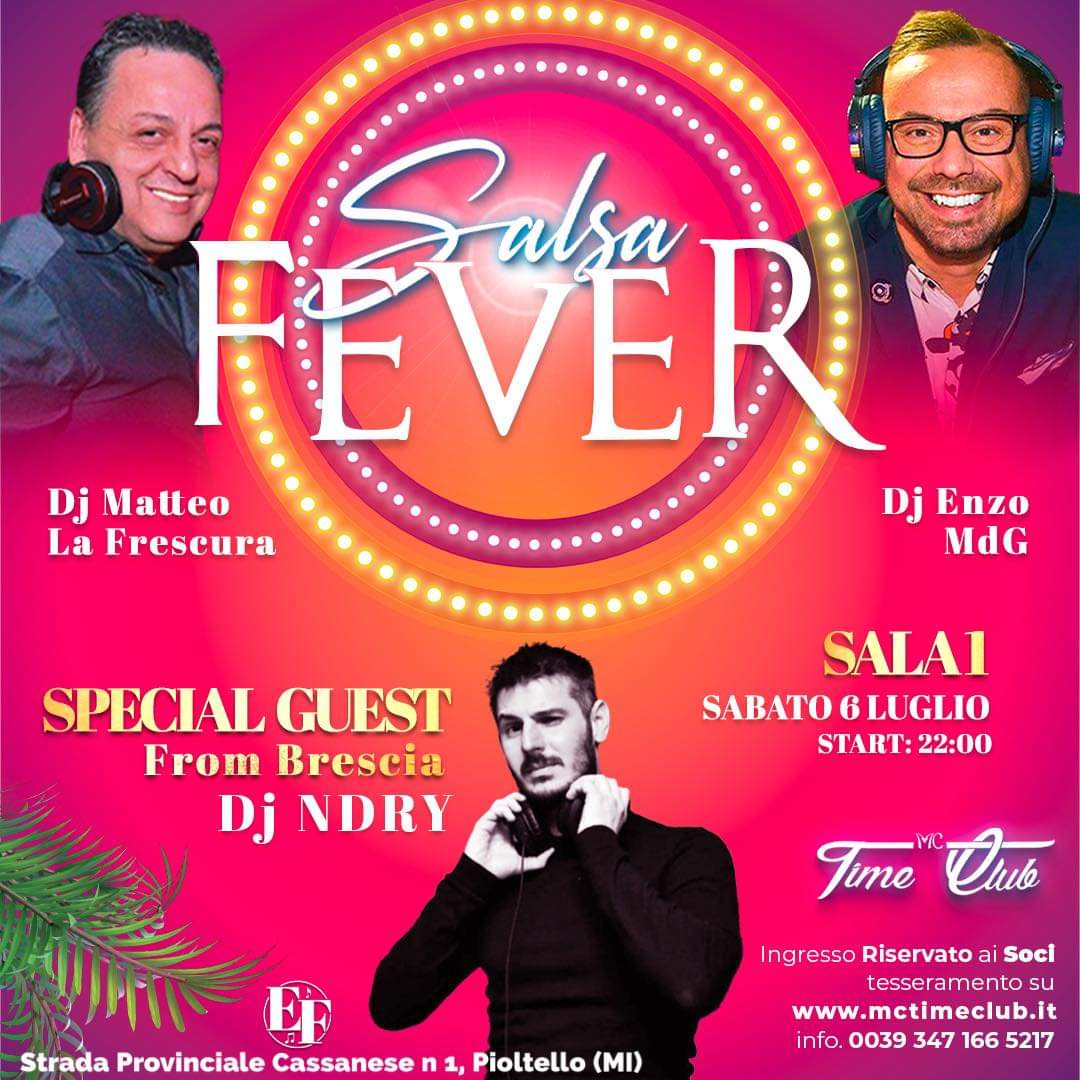 Salsa
FEVER
Dj Matteo
La Frescura
Dj Enzo
MdG
SPECIAL GUEST
From Brescia
Dj NDRY
SALA 1
SABATO 6 LUGLIO
START: 22:00
MC
Time Club
Ingresso Riservato ai Soci
tesseramento su
www.mctimeclub.it
info. 0039 347 166 5217
EF
Strada Provinciale Cassanese n 1, Pioltello (MI)